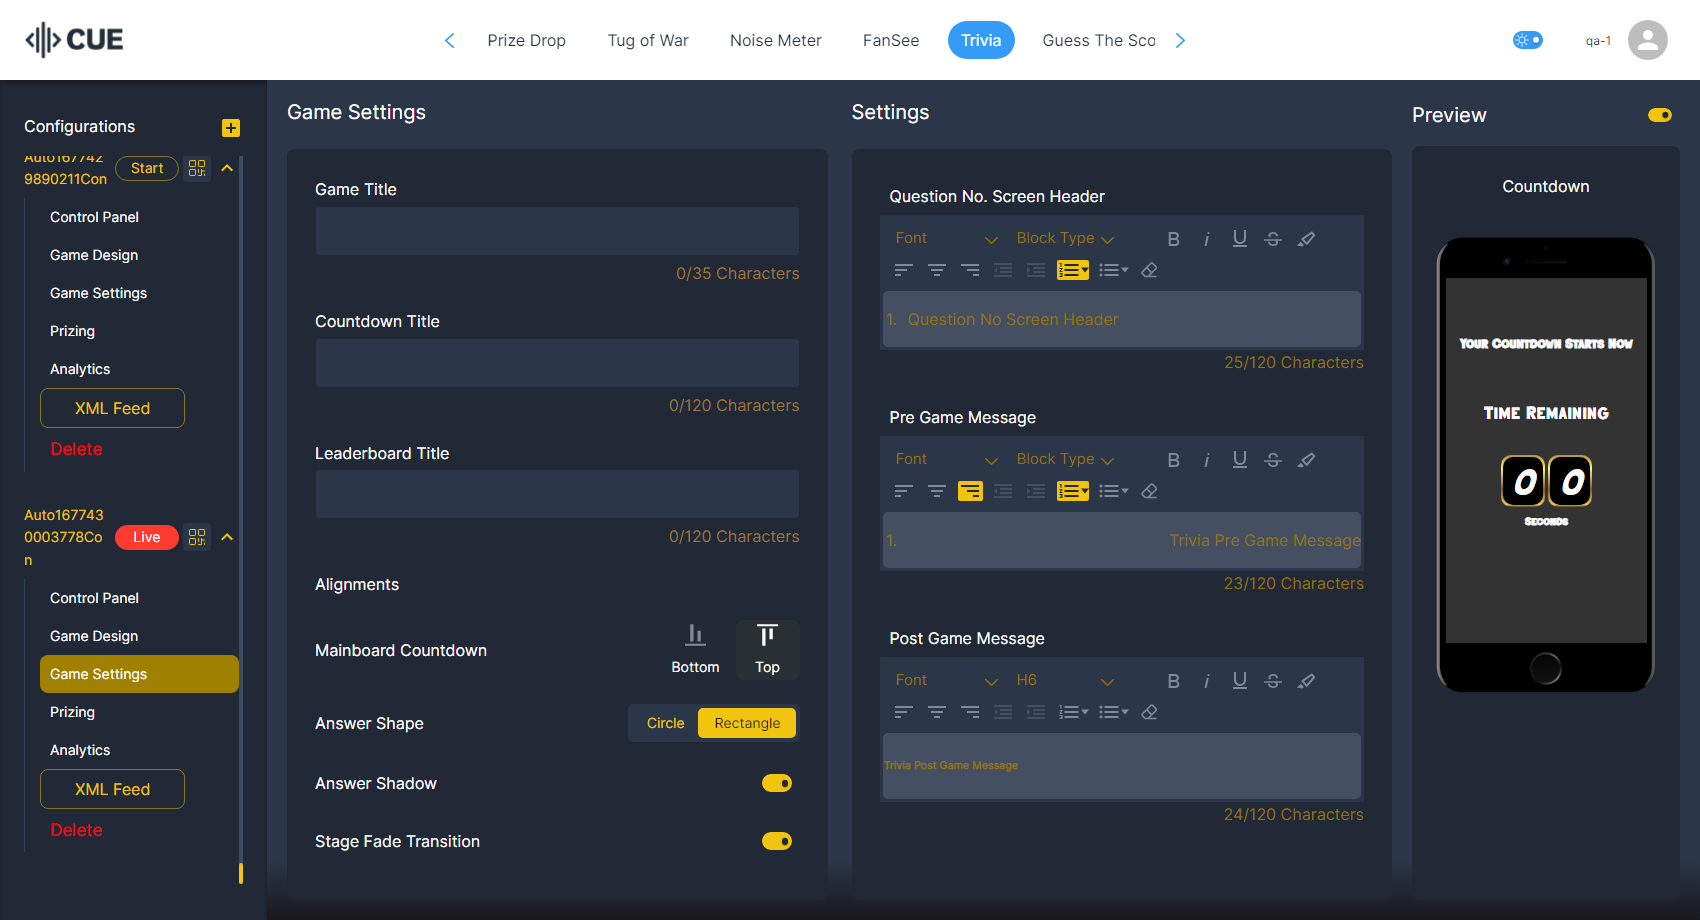 CUE
Prize Drop
Tug of War
Noise Meter
FanSee
Trivia
Guess The Sco
qa-1
Configurations
Auto167742
9890211Con
Start
Control Panel
Game Design
Game Settings
Prizing
Analytics
XML Feed
Delete
Auto167743
0003778Co
n
Live
Control Panel
Game Design
Game Settings
Prizing
Analytics
XML Feed
Delete
Game Settings
Game Title
0/35 Characters
Countdown Title
0/120 Characters
Leaderboard Title
0/120 Characters
Alignments
Mainboard Countdown
Bottom
Top
Answer Shape
Circle
Rectangle
Answer Shadow
Stage Fade Transition
Settings
Question No. Screen Header
Font
Block Type
1. Question No Screen Header
25/120 Characters
Pre Game Message
Font
Block Type
1. Trivia Pre Game Message
23/120 Characters
Post Game Message
Font
H6
Trivia Post Game Message
24/120 Characters
Preview
Countdown
Your Countdown Starts Now
Time Remaining
0 0
Seconds